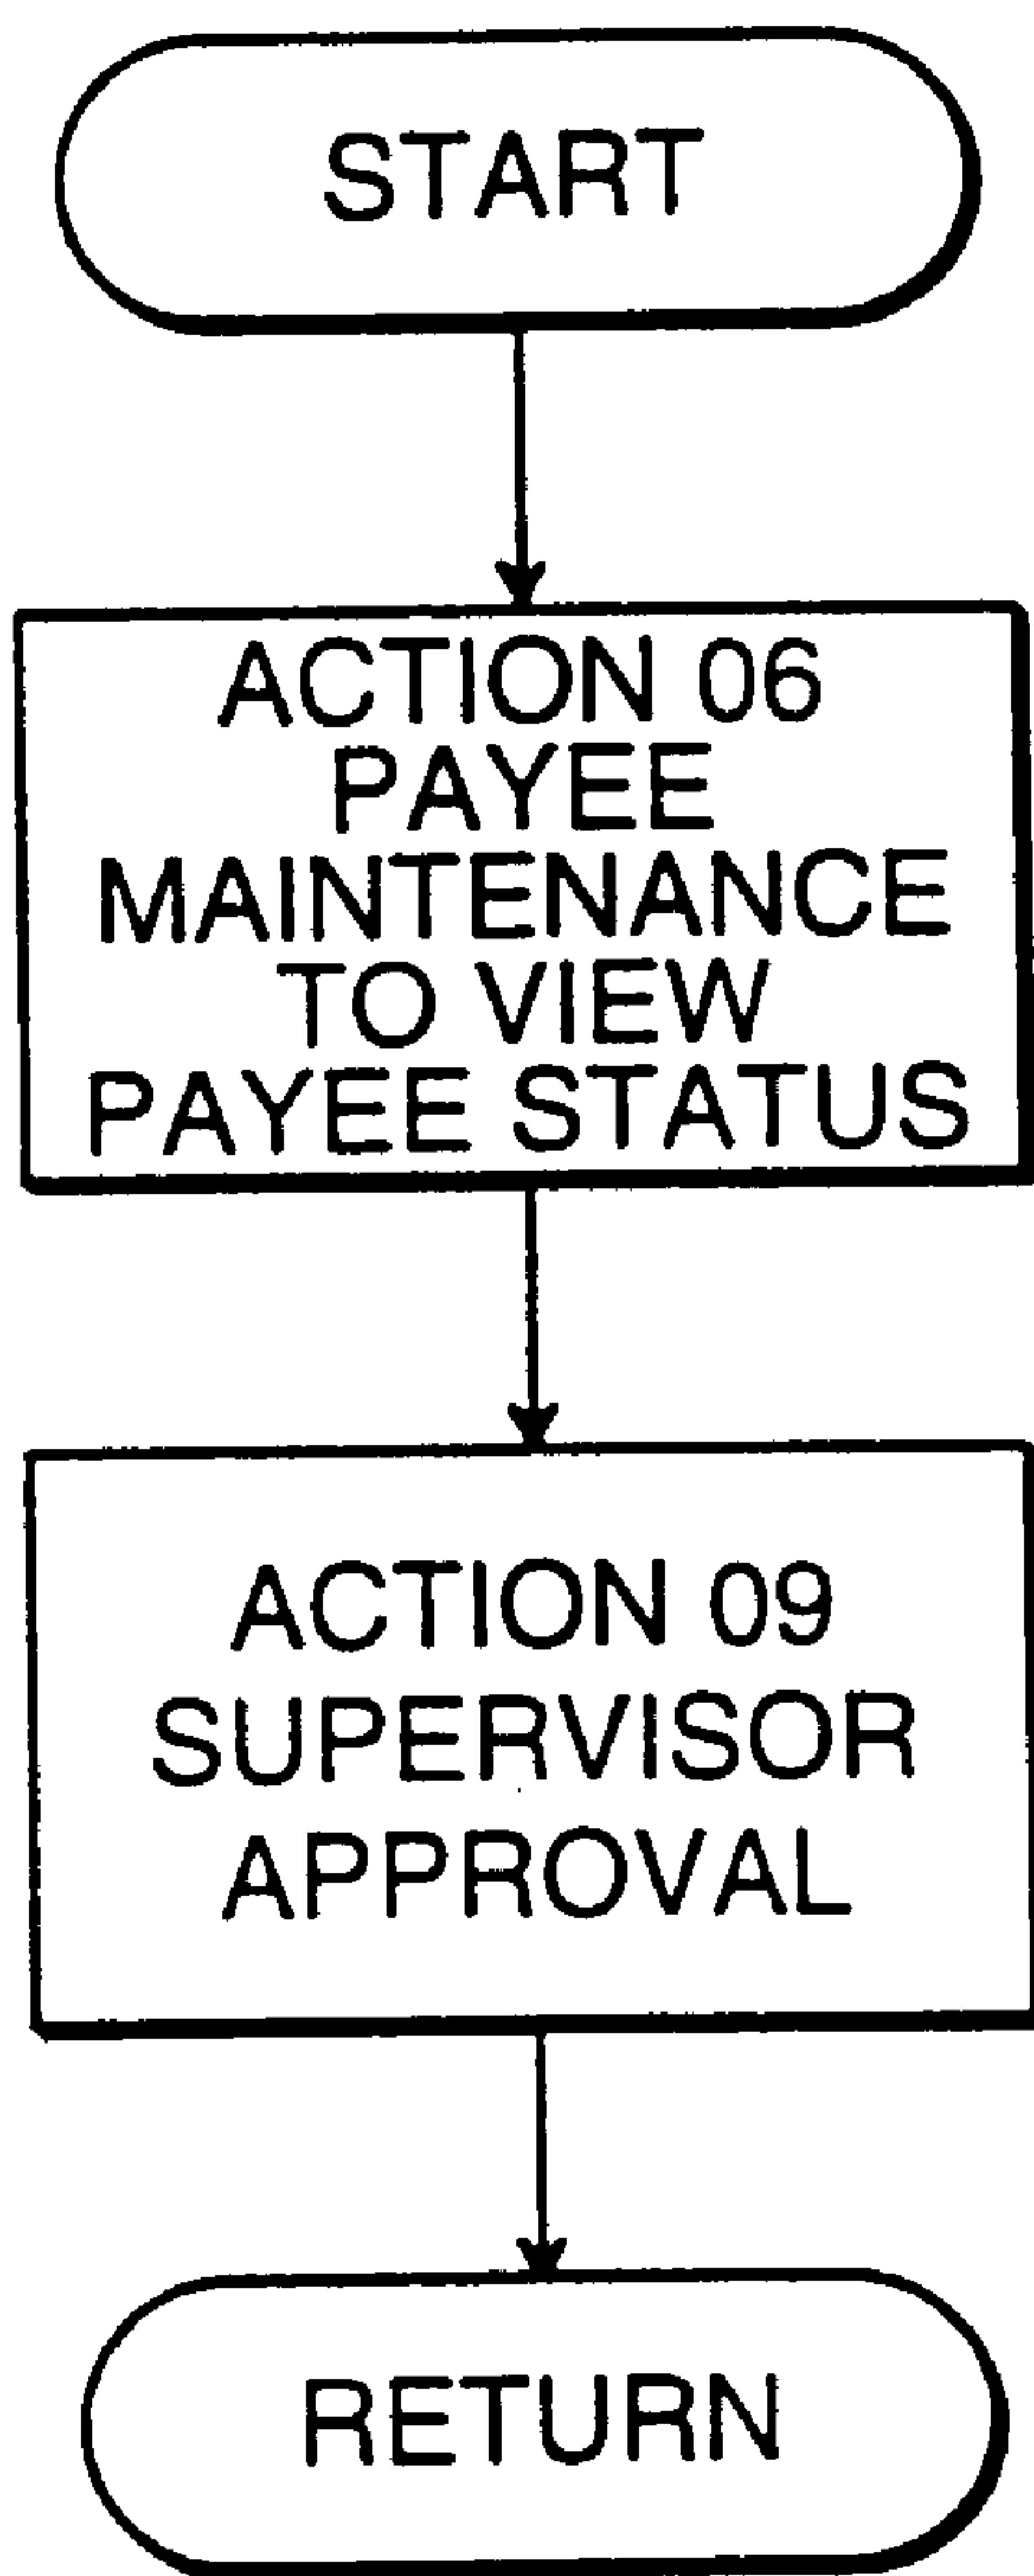 START
ACTION 06
PAYEE
MAINTENANCE
TO VIEW
PAYEE STATUS
ACTION 09
SUPERVISOR
APPROVAL
RETURN